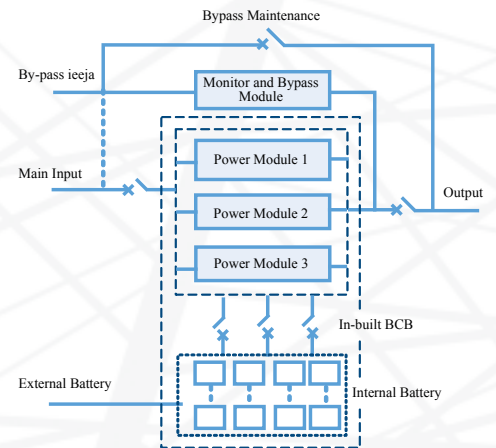 Bypass Maintenance
By-pass ieeja
Monitor and Bypass
Module
Main Input
Power Module 1
Power Module 2
Output
Power Module 3
In-built BCB
External Battery
Internal Battery